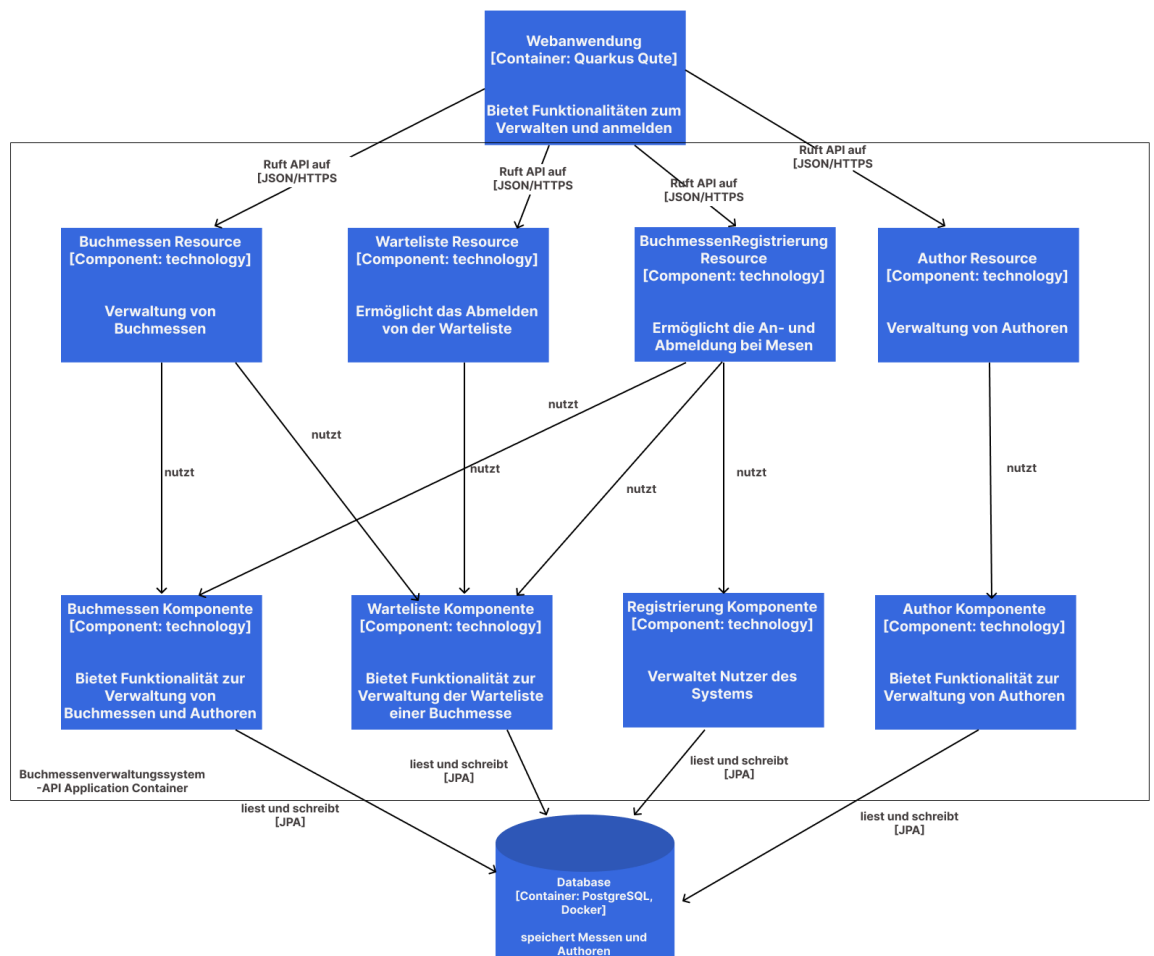 Webanwendung
[Container: Quarkus Qute]
Bietet Funktionalitäten zum
Verwalten und anmelden
Ruft API auf
[JSON/HTTPS
Ruft API auf
[JSON/HTTPS
Ruft API auf
[JSON/HTTPS
Ruft API auf
[JSON/HTTPS
Buchmessen Resource
[Component: technology]
Verwaltung von
Buchmessen
Warteliste Resource
[Component: technology]
Ermöglicht das Abmelden
von der Warteliste
BuchmessenRegistrierung
Resource
[Component: technology]
Ermöglicht die An- und
Abmeldung bei Mesen
Author Resource
[Component: technology]
Verwaltung von Authoren
nutzt
nutzt
nutzt
nutzt
nutzt
nutzt
nutzt
Buchmessen Komponente
[Component: technology]
Bietet Funktionalität zur
Verwaltung von
Buchmessen und Authoren
Warteliste Komponente
[Component: technology]
Bietet Funktionalität zur
Verwaltung der Warteliste
einer Buchmesse
Registrierung Komponente
[Component: technology]
Verwaltet Nutzer des
Systems
Author Komponente
[Component: technology]
Bietet Funktionalität zur
Verwaltung von Authoren
Buchmessenverwaltungssystem
-API Application Container
liest und schreibt
[JPA]
liest und schreibt
[JPA]
liest und schreibt
[JPA]
liest und schreibt
[JPA]
Database
[Container: PostgreSQL,
Docker]
speichert Messen und
Authoren